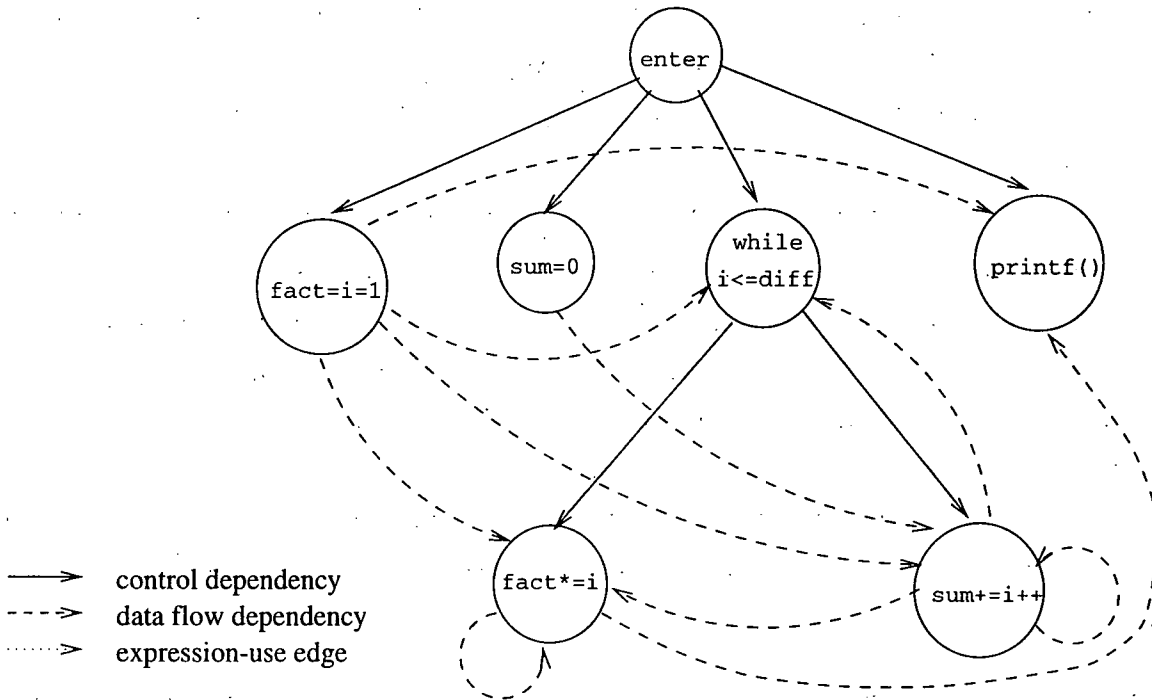 enter
while
i<=diff
fact=i=1
sum=0
printf()
fact*=i
sum+=i++
control dependency
data flow dependency
expression-use edge